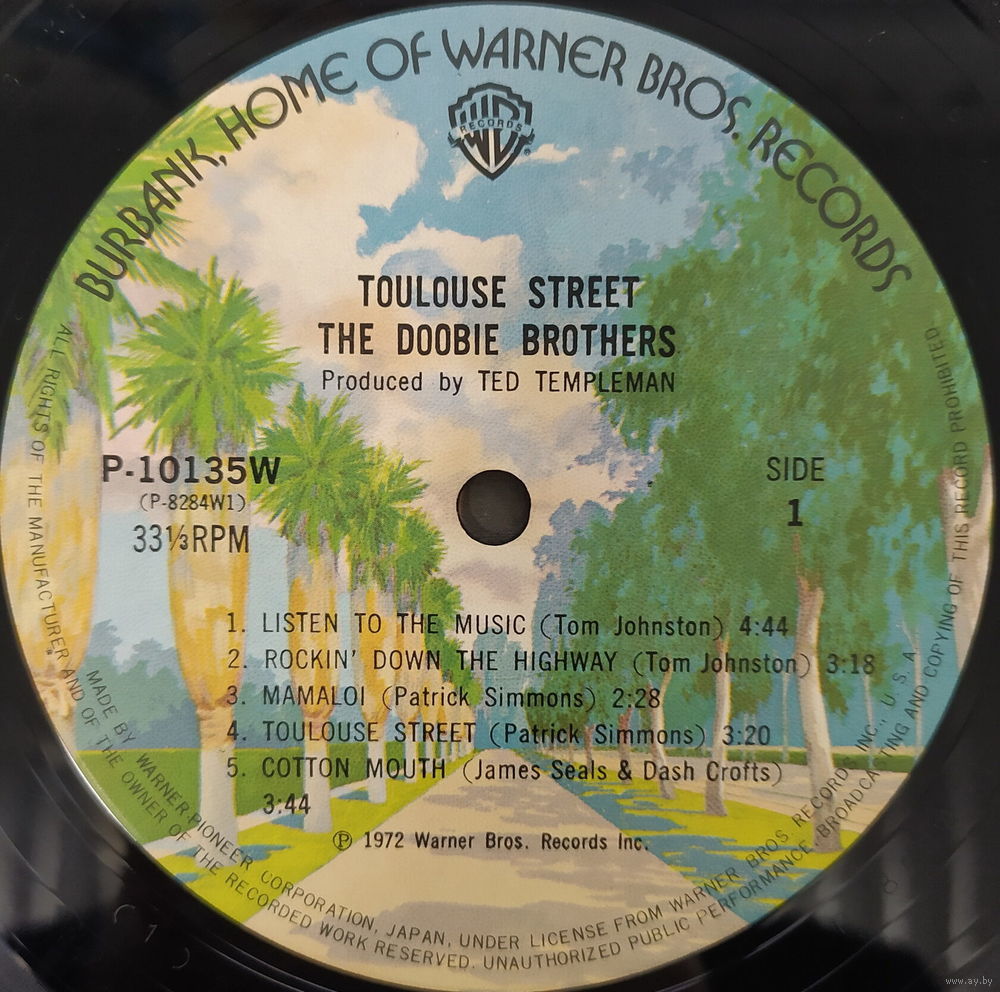 BURBANK, HOME OF WARNER BROS. RECORDS
RECORDS
TOULOUSE STREET
THE DOOBIE BROTHERS
Produced by TED TEMPLEMAN
P-10135W
(P-8284W1)
33⅓RPM
SIDE
1
1. LISTEN TO THE MUSIC (Tom Johnston) 4:44
2. ROCKIN' DOWN THE HIGHWAY (Tom Johnston) 3:18
3. MAMALOI (Patrick Simmons) 2:28
4. TOULOUSE STREET (Patrick Simmons) 3:20
5. COTTON MOUTH (James Seals & Dash Crofts)
3:44
℗ 1972 Warner Bros. Records Inc.
MADE BY WARNER-PIONEER CORPORATION, JAPAN, UNDER LICENSE FROM WARNER BROS RECORDS INC., U. S. A.
ALL RIGHTS OF THE MANUFACTURER AND OF THE OWNER OF THE RECORDED WORK RESERVED. UNAUTHORIZED PUBLIC PERFORMANCE, BROADCASTING AND COPYING OF THIS RECORD PROHIBITED
www.ay.by